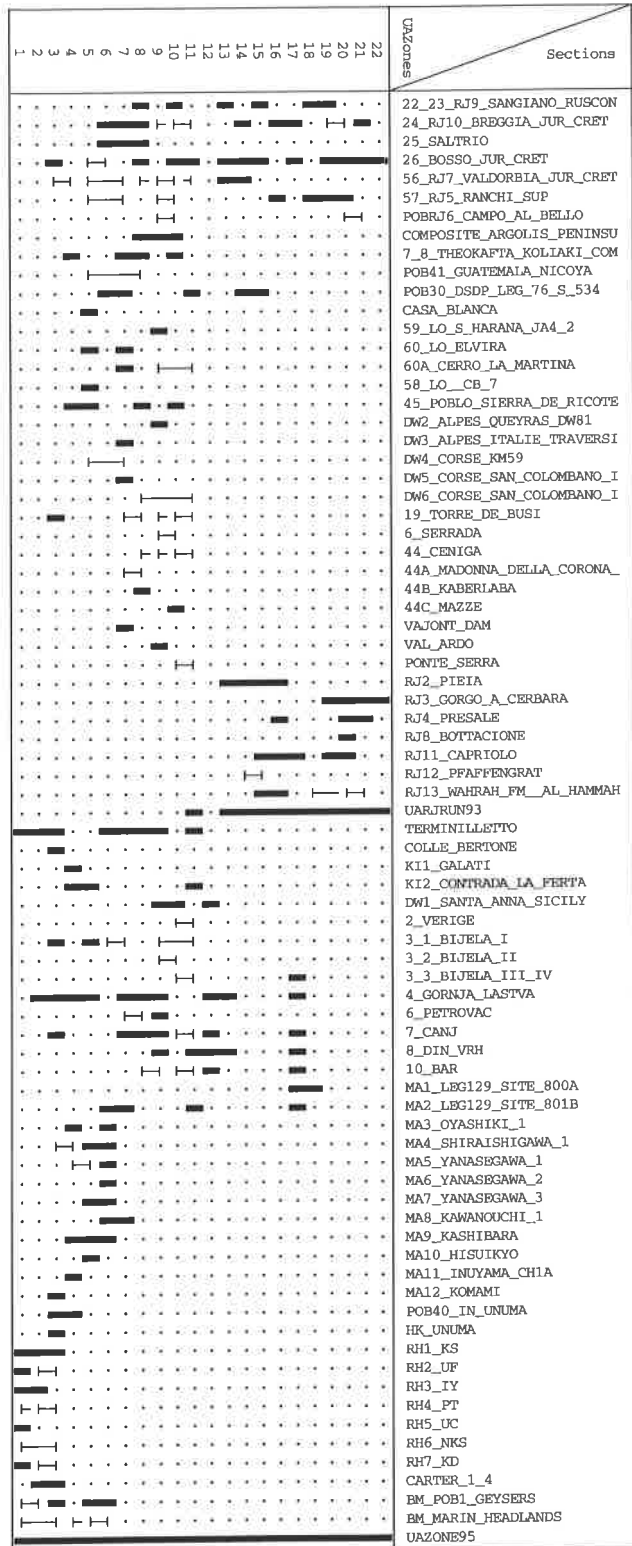 1 2 3 4 5 6 7 8 9 10 11 12 13 14 15 16 17 18 19 20 21 22
UAZones
Sections
22_23_RJ9_SANGIANO_RUSCON
24_RJ10_BREGGIA_JUR_CRET
25_SALTRIO
26_BOSSO_JUR_CRET
56_RJ7_VALDORBIA_JUR_CRET
57_RJ5_RANCHI_SUP
POBRJ6_CAMPO_AL_BELLO
COMPOSITE_ARGOLIS_PENINSU
7_8_THEOKAFTA_KOLIAKI_COM
POB41_GUATEMALA_NICOYA
POB30_DSDP_LEG_76_S_534
CASA_BLANCA
59_LO_S_HARANA_JA4_2
60_LO_ELVIRA
60A_CERRO_LA_MARTINA
58_LO__CB_7
45_POBLO_SIERRA_DE_RICOTE
DW2_ALPES_QUEYRAS_DW81
DW3_ALPES_ITALIE_TRAVERSI
DW4_CORSE_KM59
DW5_CORSE_SAN_COLOMBANO_I
DW6_CORSE_SAN_COLOMBANO_I
19_TORRE_DE_BUSI
6_SERRADA
44_CENIGA
44A_MADONNA_DELLA_CORONA_
44B_KABERLABA
44C_MAZZE
VAJONT_DAM
VAL_ARDO
PONTE_SERRA
RJ2_PIEIA
RJ3_GORGO_A_CERBARA
RJ4_PRESALE
RJ8_BOTTACIONE
RJ11_CAPRIOLO
RJ12_PFAFFENGRAT
RJ13_WAHRAH_FM__AL_HAMMAH
UARJRUN93
TERMINILLETTO
COLLE_BERTONE
KI1_GALATI
KI2_CONTRADA_LA_FERTA
DW1_SANTA_ANNA_SICILY
2_VERIGE
3_1_BIJELA_I
3_2_BIJELA_II
3_3_BIJELA_III_IV
4_GORNJA_LASTVA
6_PETROVAC
7_CANJ
8_DIN_VRH
10_BAR
MA1_LEG129_SITE_800A
MA2_LEG129_SITE_801B
MA3_OYASHIKI_1
MA4_SHIRAISHIGAWA_1
MA5_YANASEGAWA_1
MA6_YANASEGAWA_2
MA7_YANASEGAWA_3
MA8_KAWANOUCHI_1
MA9_KASHIBARA
MA10_HISUIKYO
MA11_INUYAMA_CH1A
MA12_KOMAMI
POB40_IN_UNUMA
HK_UNUMA
RH1_KS
RH2_UF
RH3_IY
RH4_PT
RH5_UC
RH6_NKS
RH7_KD
CARTER_1_4
BM_POB1_GEYSERS
BM_MARIN_HEADLANDS
UAZONE95